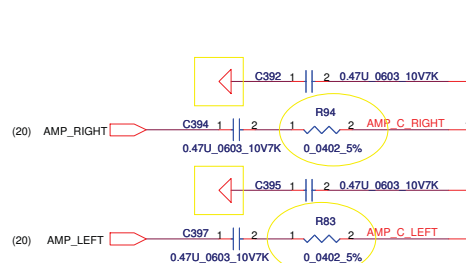 C392 1 2 0.47U_0603_10V7K
R94
(20) AMP_RIGHT C394 1 2 1 2 AMP_C_RIGHT
0.47U_0603_10V7K 0_0402_5%
C395 1 2 0.47U_0603_10V7K
R83
(20) AMP_LEFT C397 1 2 1 2 AMP_C_LEFT
0.47U_0603_10V7K 0_0402_5%